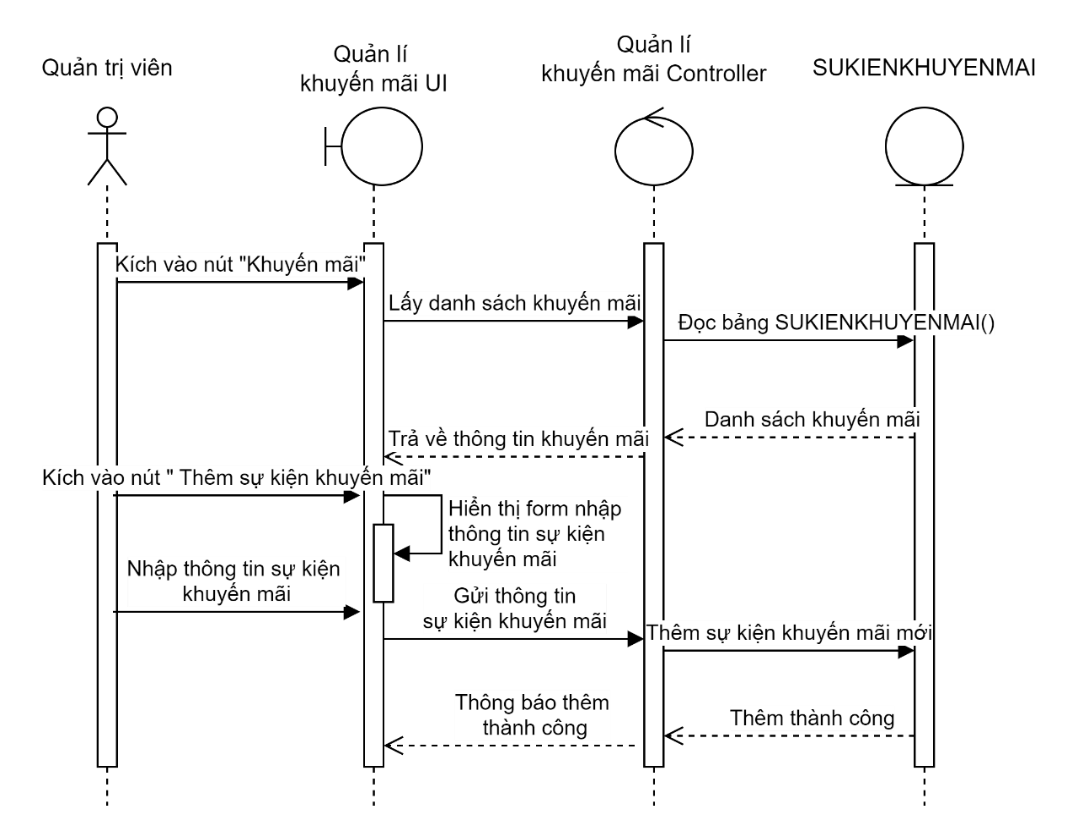 Quản trị viên
Quản lí
khuyến mãi UI
Quản lí
khuyến mãi Controller
SUKIENKHUYENMAI
Kích vào nút "Khuyến mãi"
Lấy danh sách khuyến mãi
Đọc bảng SUKIENKHUYENMAI()
Danh sách khuyến mãi
Trả về thông tin khuyến mãi
Kích vào nút " Thêm sự kiện khuyến mãi"
Hiển thị form nhập
thông tin sự kiện
khuyến mãi
Nhập thông tin sự kiện
khuyến mãi
Gửi thông tin
sự kiện khuyến mãi
Thêm sự kiện khuyến mãi mới
Thêm thành công
Thông báo thêm
thành công